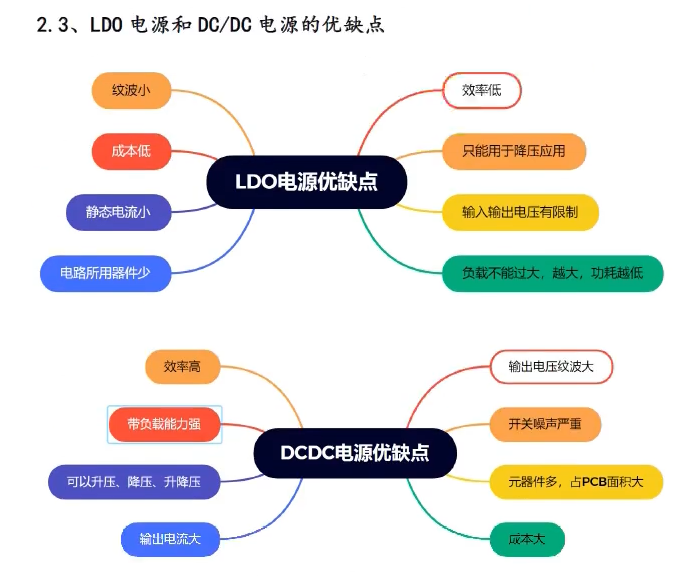 2.3、LDO 电源和 DC/DC 电源的优缺点
纹波小
成本低
静态电流小
电路所用器件少
LDO电源优缺点
效率低
只能用于降压应用
输入输出电压有限制
负载不能过大，越大，功耗越低
效率高
带负载能力强
可以升压、降压、升降压
输出电流大
DCDC电源优缺点
输出电压纹波大
开关噪声严重
元器件多，占PCB面积大
成本大